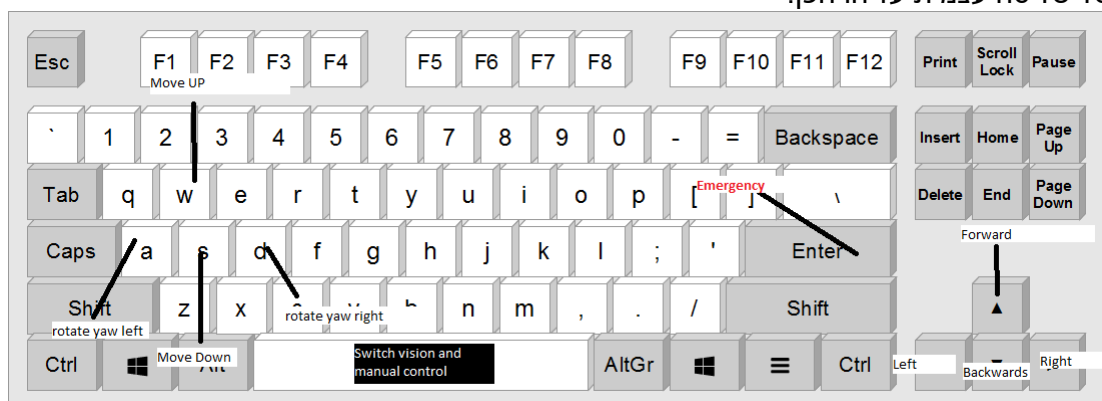 עצמית
Esc F1 F2 F3 F4 F5 F6 F7 F8 F9 F10 F11 F12 Print Scroll Lock Pause
Move UP
` 1 2 3 4 5 6 7 8 9 0 - = Backspace Insert Home Page Up
Tab q w e r t y u i o p [ ] \ Delete End Page Down
Emergency
Caps a s d f g h j k l ; ' Enter
Forward
Shift z x n m , . / Shift ▲
rotate yaw left
rotate yaw right
Ctrl Alt AltGr Ctrl
Move Down
Switch vision and
manual control
Left
Backwards
Right